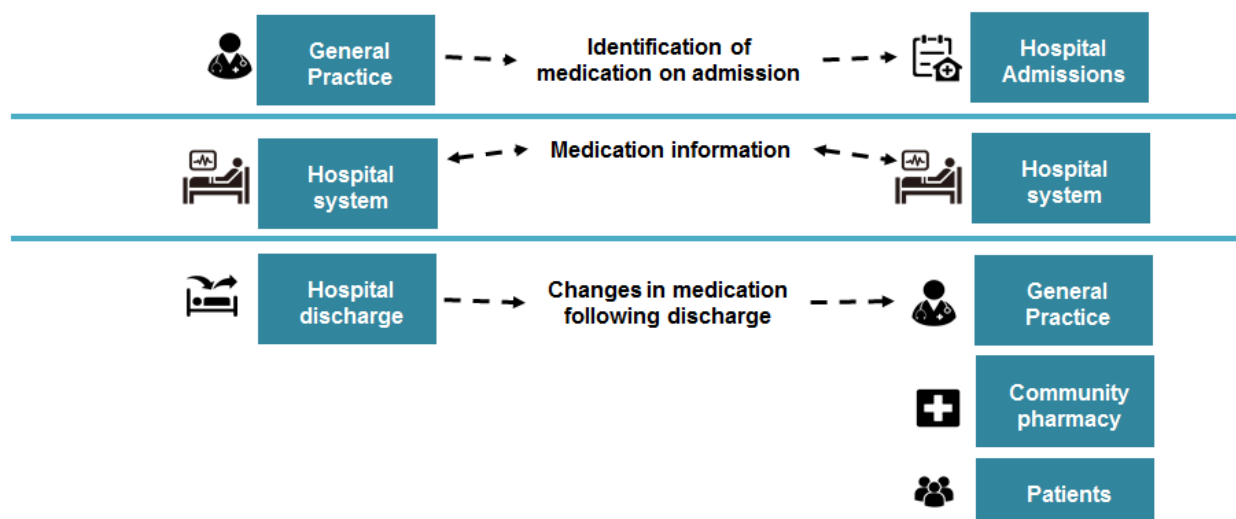 General
Practice
Identification of
medication on admission
Hospital
Admissions
Hospital
system
Medication information
Hospital
system
Hospital
discharge
Changes in medication
following discharge
General
Practice
Community
pharmacy
Patients